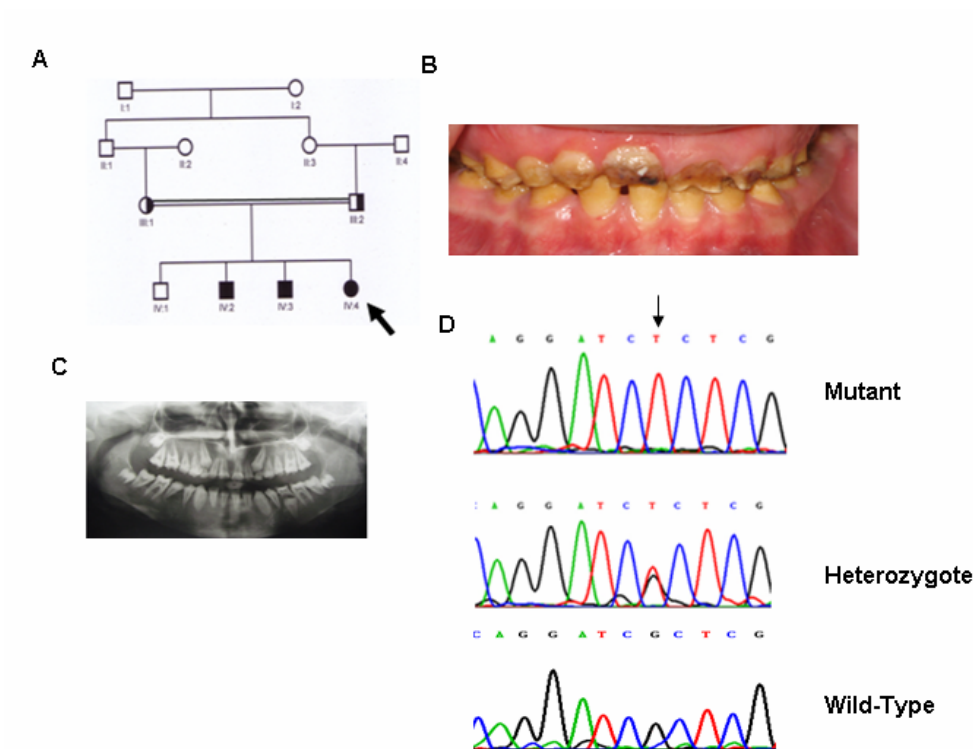 A
I:1
I:2
II:1
II:2
II:3
II:4
III:1
III:2
IV:1
IV:2
IV:3
IV:4
B
C
D
A G G A T C T C T C G
Mutant
: A G G A T C T C T C G
Heterozygote
C A G G A T C G C T C G
Wild-Type